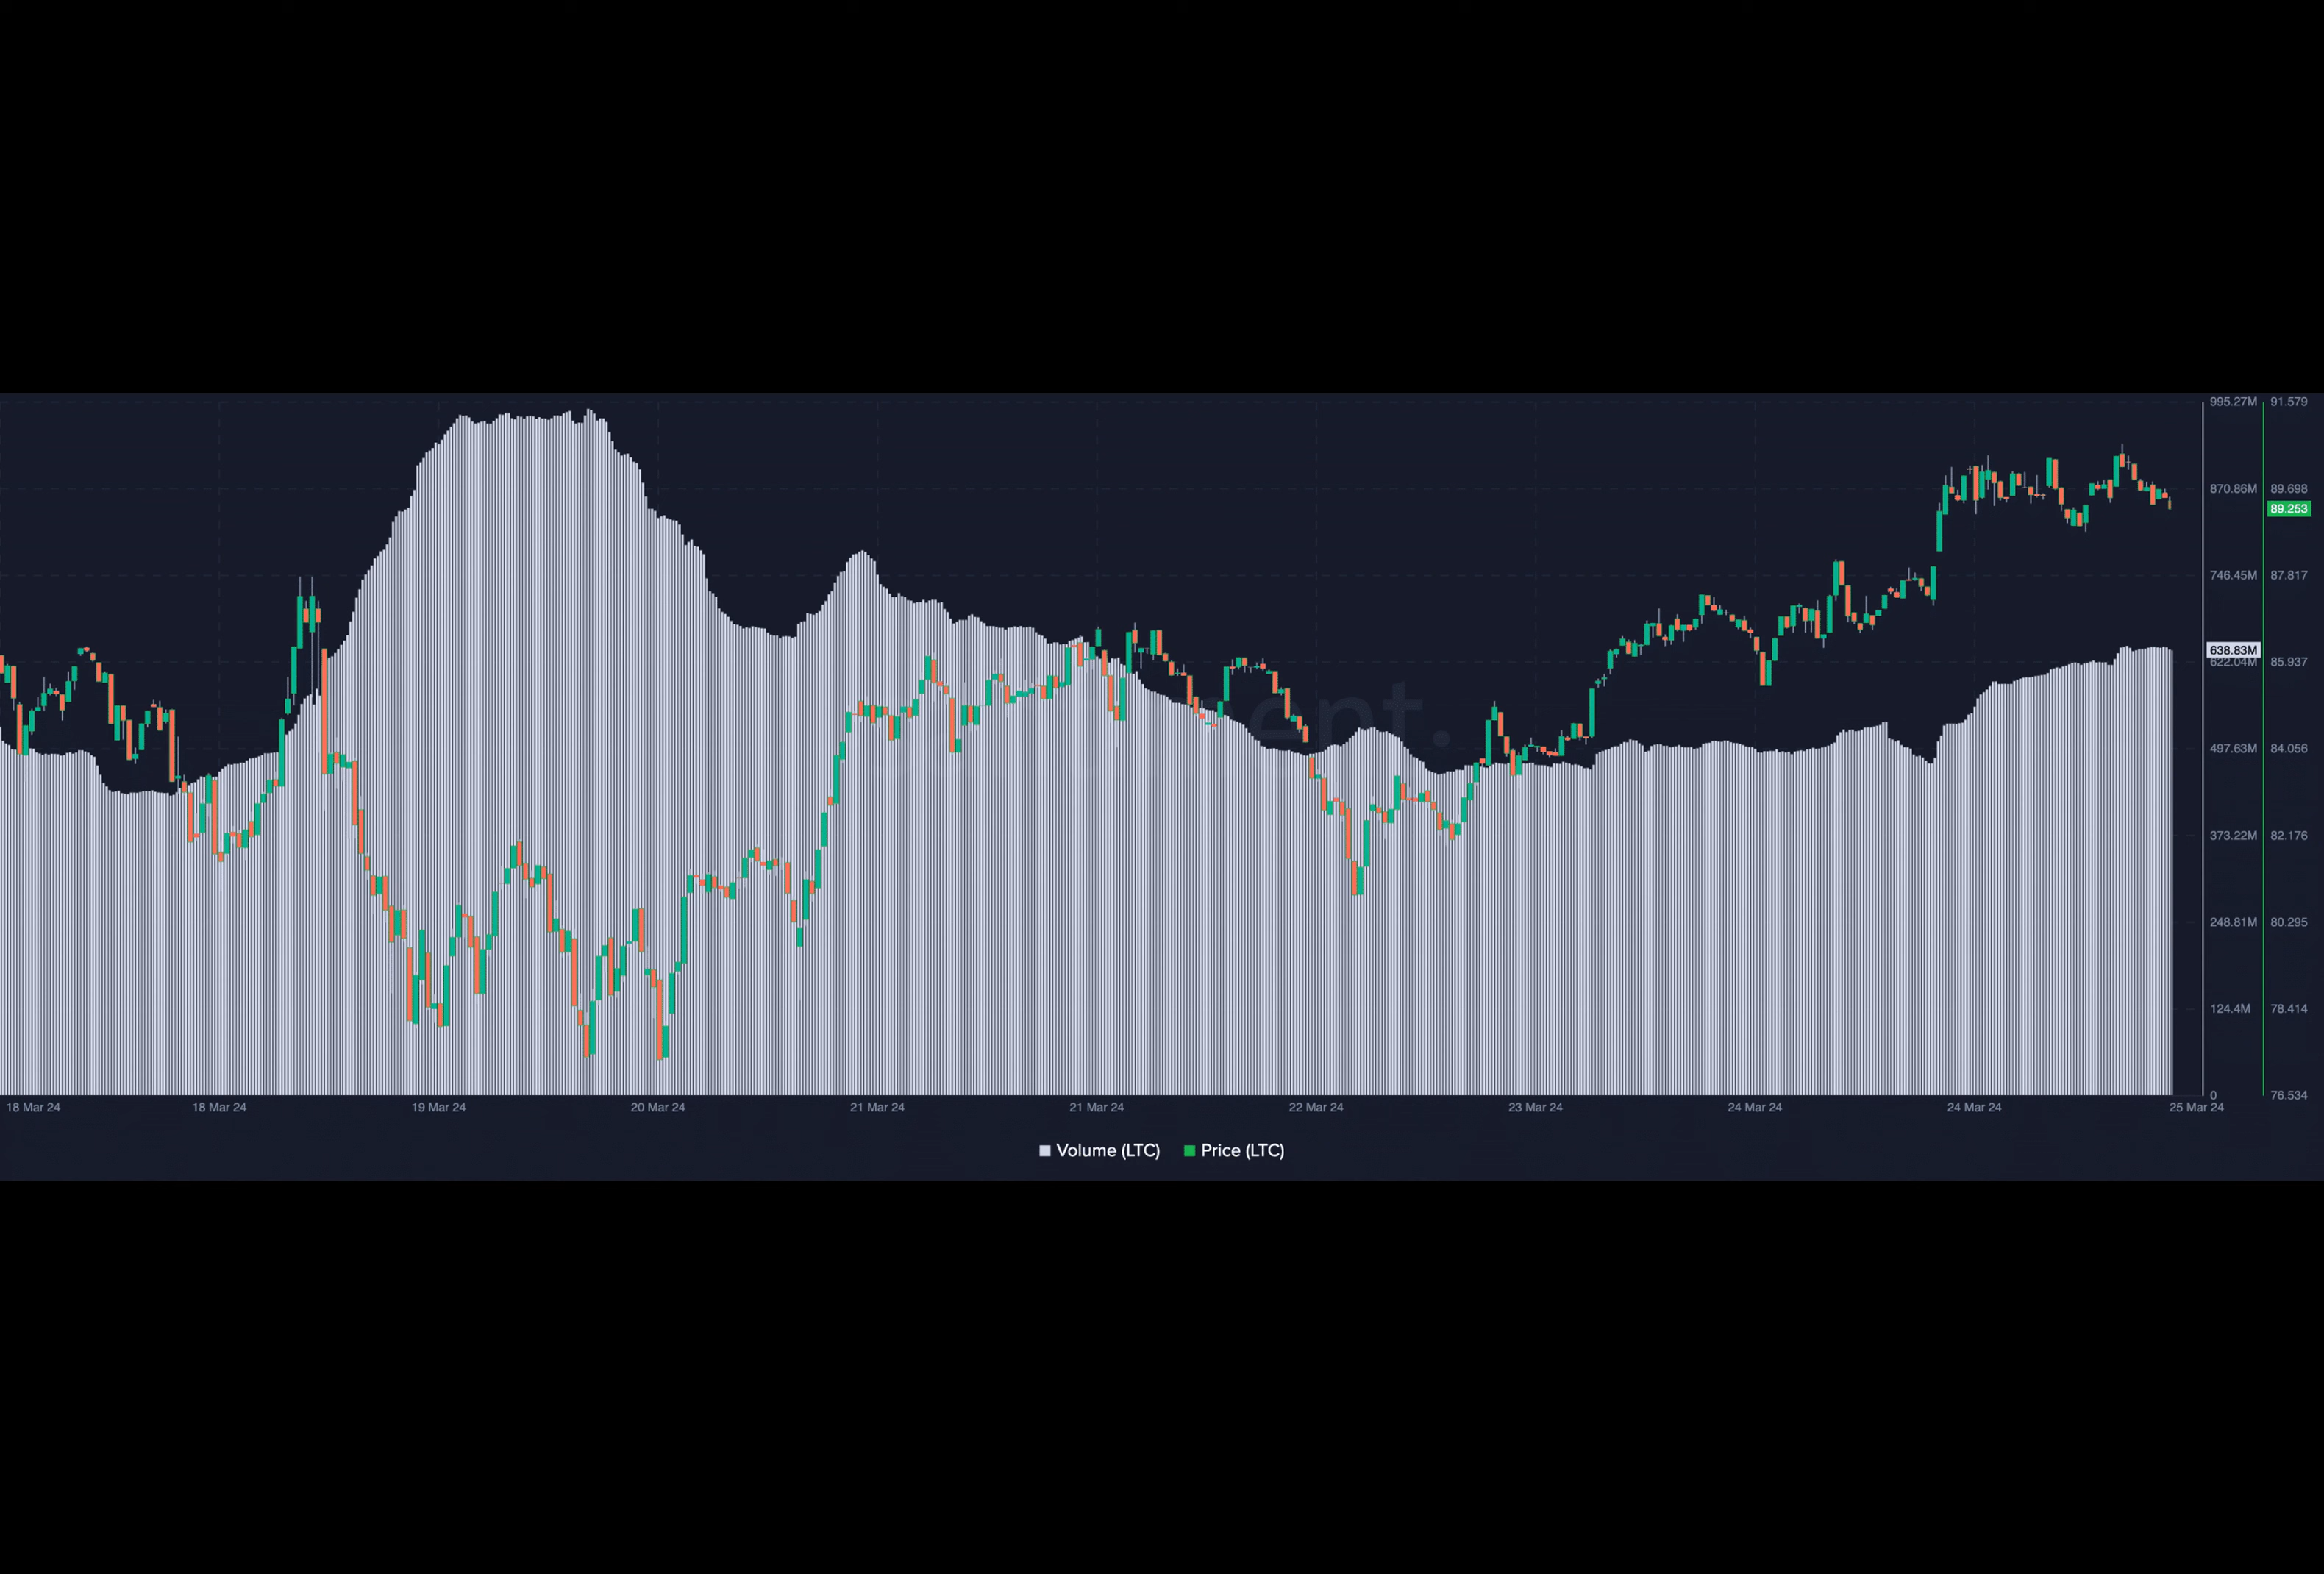 995.27M 91.579
870.86M 89.698
89.253
746.45M 87.817
638.83M
622.04M 85.937
497.63M 84.056
373.22M 82.176
248.81M 80.295
124.4M 78.414
0 76.534
18 Mar 24 18 Mar 24 19 Mar 24 20 Mar 24 21 Mar 24 21 Mar 24 22 Mar 24 23 Mar 24 24 Mar 24 24 Mar 24 25 Mar 24
Volume (LTC) Price (LTC)